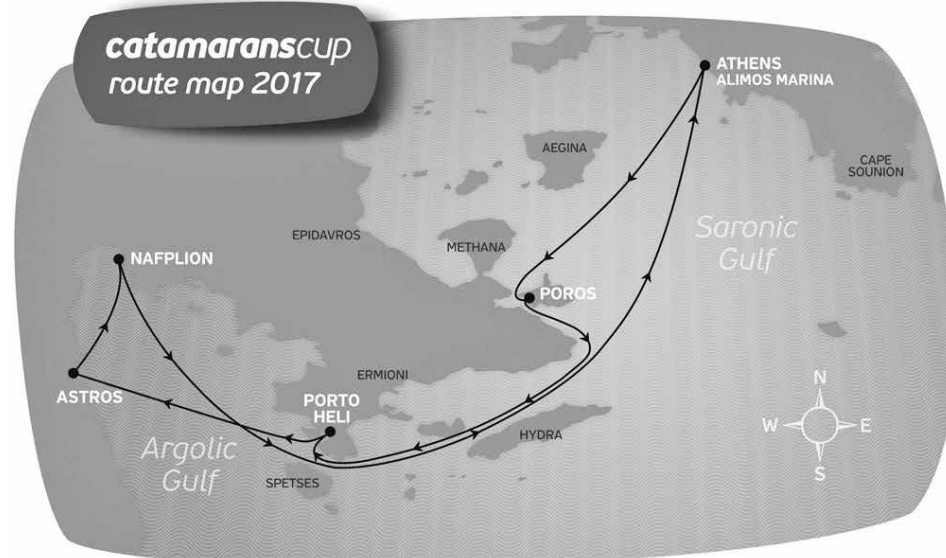 catamaranscup
route map 2017
ATHENS
ALIMOS MARINA
AEGINA
CAPE
SOUNION
EPIDAVROS
METHANA
Saronic
Gulf
NAFPLION
POROS
ASTROS
ERMIONI
PORTO
HELI
HYDRA
Argolic
Gulf
SPETSES
N
W
E
S